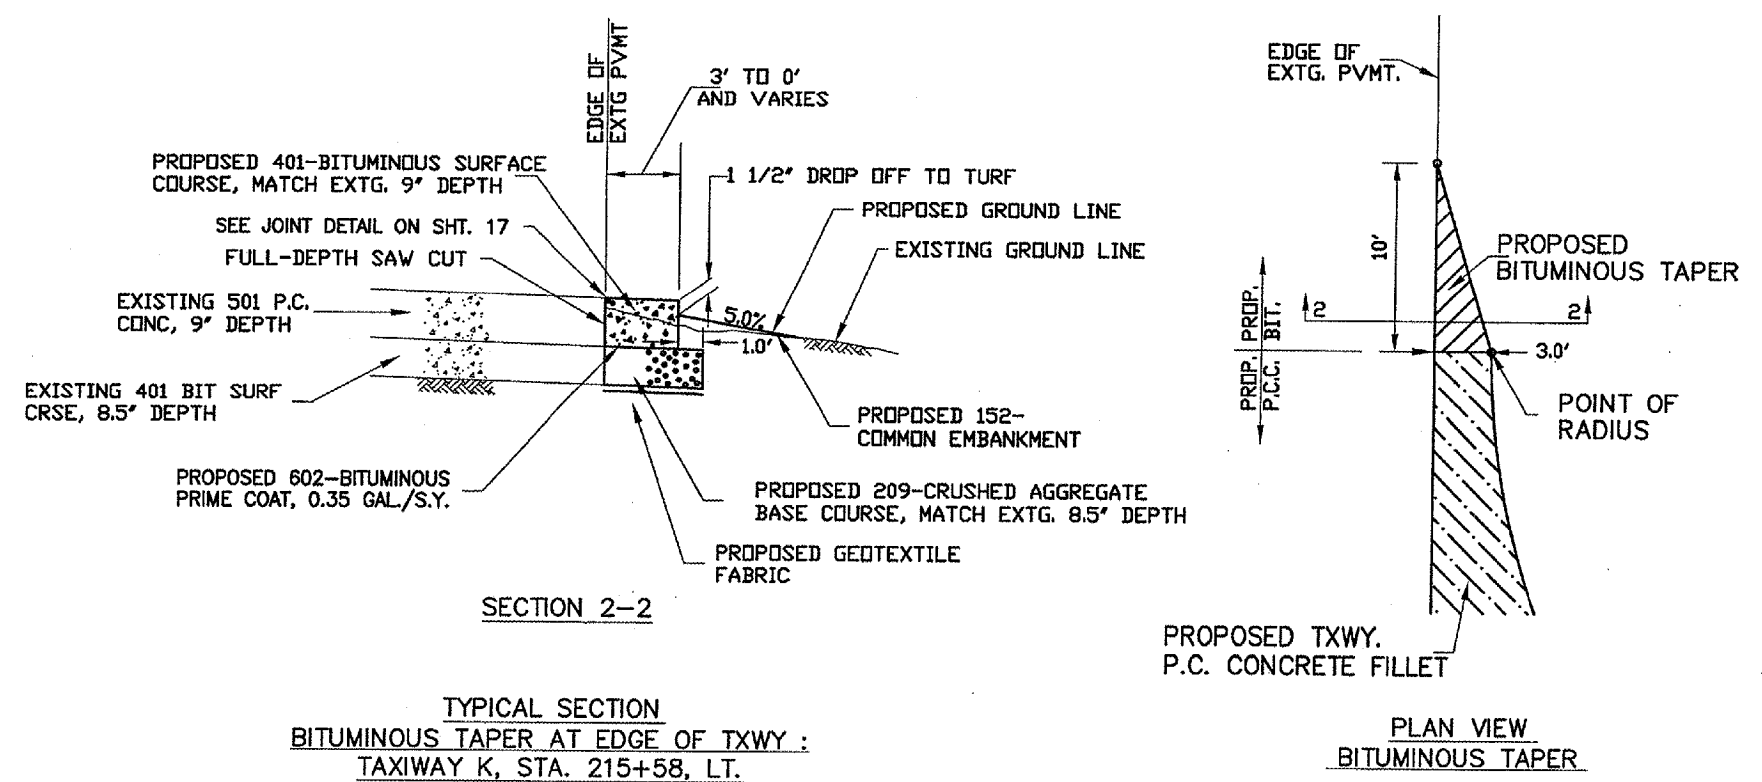 EDGE OF
EXTG PVMT
3' TO 0'
AND VARIES
PROPOSED 401-BITUMINOUS SURFACE
COURSE, MATCH EXTG. 9" DEPTH
1 1/2" DROP OFF TO TURF
SEE JOINT DETAIL ON SHT. 17
PROPOSED GROUND LINE
FULL-DEPTH SAW CUT
EXISTING GROUND LINE
EXISTING 501 P.C.
CONC, 9" DEPTH
5.0%
1.0'
EXISTING 401 BIT SURF
CRSE, 8.5" DEPTH
PROPOSED 152-
COMMON EMBANKMENT
PROPOSED 602-BITUMINOUS
PRIME COAT, 0.35 GAL./S.Y.
PROPOSED 209-CRUSHED AGGREGATE
BASE COURSE, MATCH EXTG. 8.5" DEPTH
PROPOSED GEOTEXTILE
FABRIC
SECTION 2-2
TYPICAL SECTION
BITUMINOUS TAPER AT EDGE OF TXWY :
TAXIWAY K, STA. 215+58, LT.
EDGE OF
EXTG. PVMT.
10'
PROPOSED
BITUMINOUS TAPER
PROP.
BIT.
2
2
PROP.
P.C.C.
3.0'
POINT OF
RADIUS
PROPOSED TXWY.
P.C. CONCRETE FILLET
PLAN VIEW
BITUMINOUS TAPER